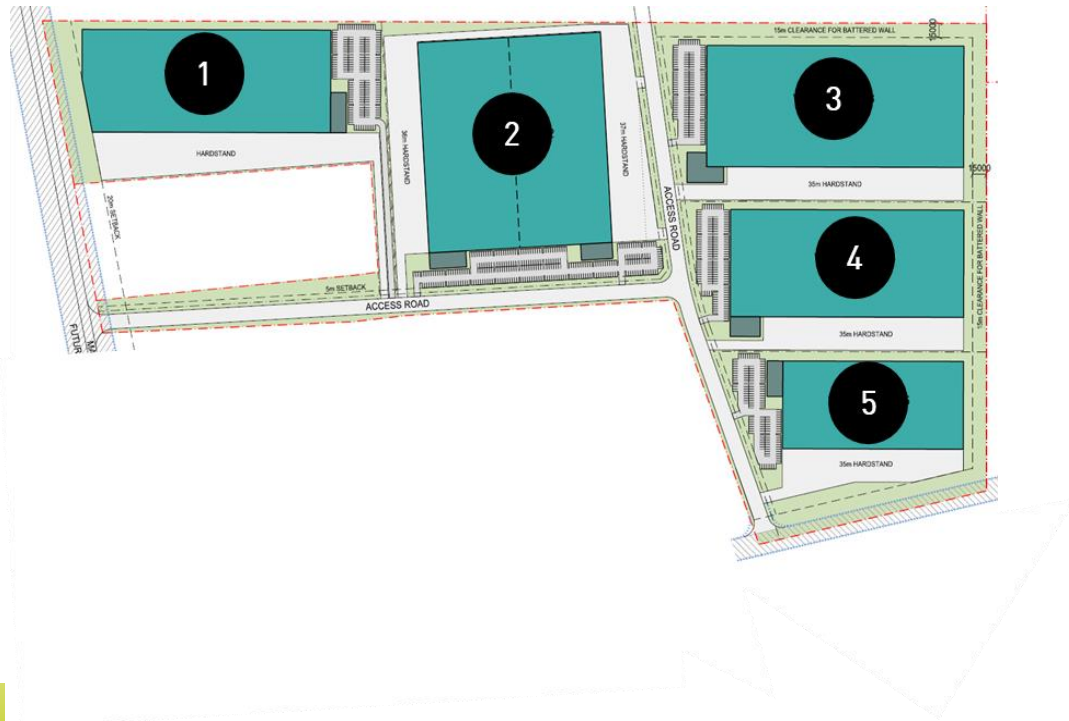 15m CLEARANCE FOR BATTERED WALL
15000
1
2
3
HARDSTAND
36m HARDSTAND
37m HARDSTAND
15000
35m HARDSTAND
20m SETBACK
ACCESS ROAD
4
15m CLEARANCE FOR BATTERED WALL
5m SETBACK
ACCESS ROAD
35m HARDSTAND
FUTUR
MA
5
35m HARDSTAND